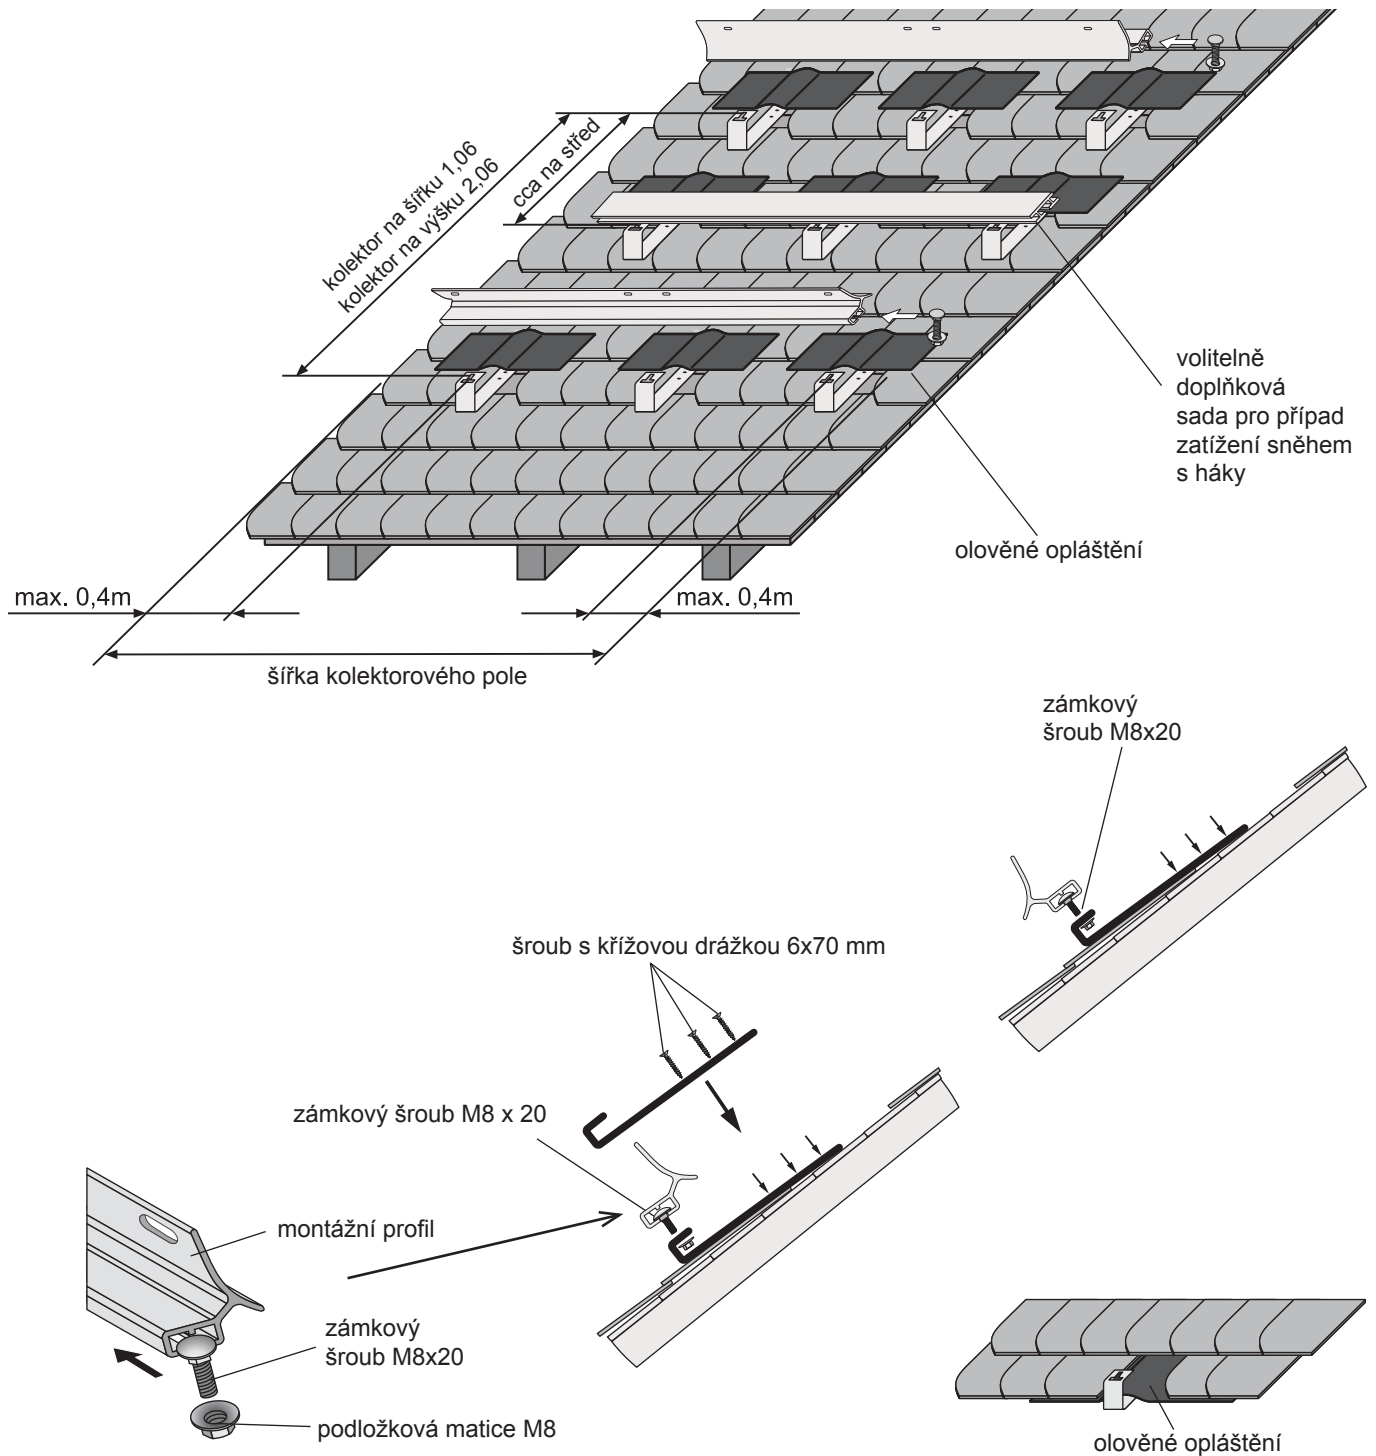 kolektor na šířku 1,06
kolektor na výšku 2,06
cca na střed
volitelně
doplňková
sada pro případ
zatížení sněhem
s háky
olověné opláštění
max. 0,4m
max. 0,4m
šířka kolektorového pole
zámkový
šroub M8x20
šroub s křížovou drážkou 6x70 mm
zámkový šroub M8 x 20
montážní profil
zámkový
šroub M8x20
podložková matice M8
olověné opláštění